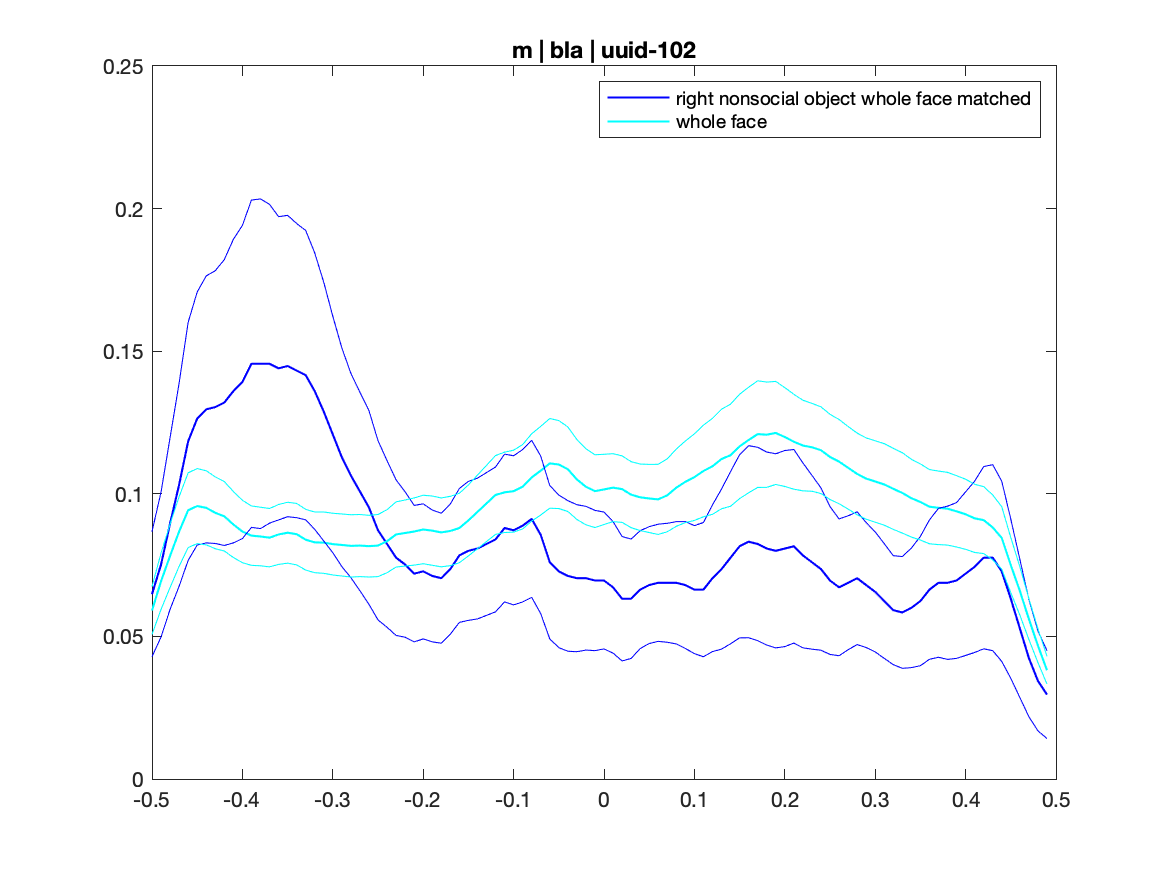 m | bla | uuid-102
right nonsocial object whole face matched
whole face
0.25
0.2
0.15
0.1
0.05
0
-0.5 -0.4 -0.3 -0.2 -0.1 0 0.1 0.2 0.3 0.4 0.5